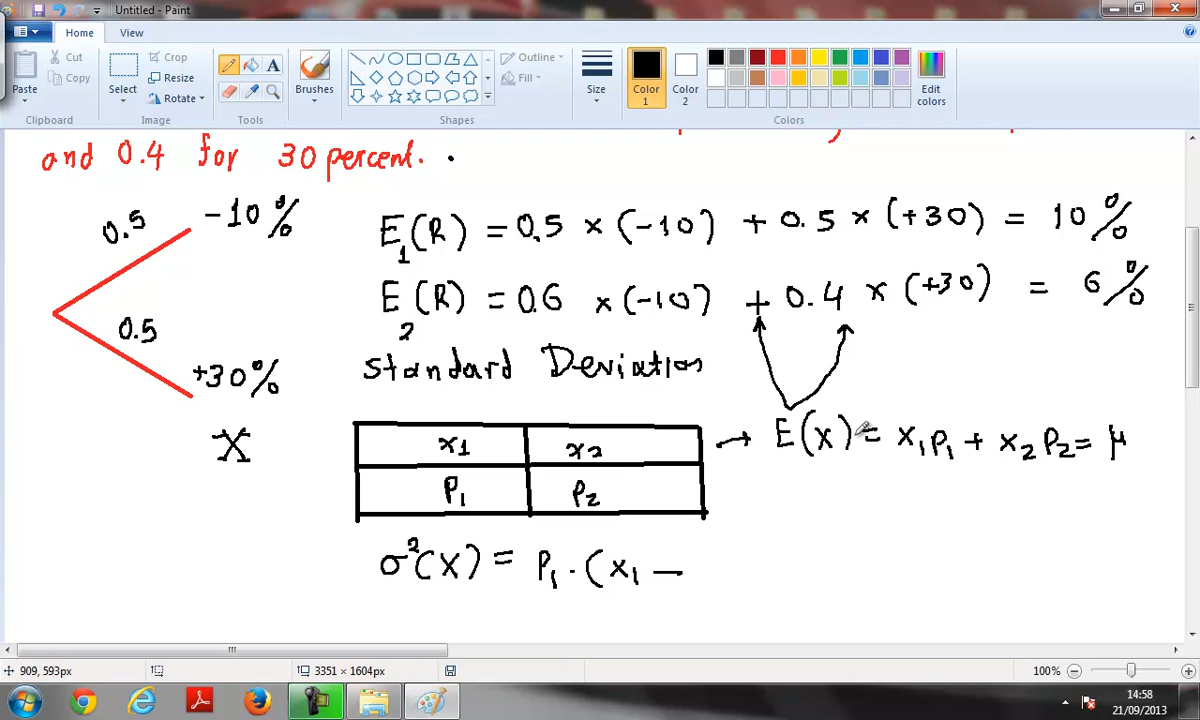 Untitled - Paint
Home View
Paste
Cut
Copy
Clipboard
Select
Crop
Resize
Rotate
Image
Tools
Brushes
Shapes
Outline
Fill
Size
Color 1
Color 2
Edit colors
Colors
and 0.4 for 30 percent.
0.5
-10%
0.5
+30%
X
E1(R) = 0.5 × (-10) + 0.5 × (+30) = 10%
E2(R) = 0.6 × (-10) + 0.4 × (+30) = 6%
Standard Deviation
x1 x2
P1 P2
→ E(X) = x1P1 + x2P2 = μ
σ²(X) = P1 . (x1 —
909, 593px
3351 × 1604px
100%
14:58
21/09/2013